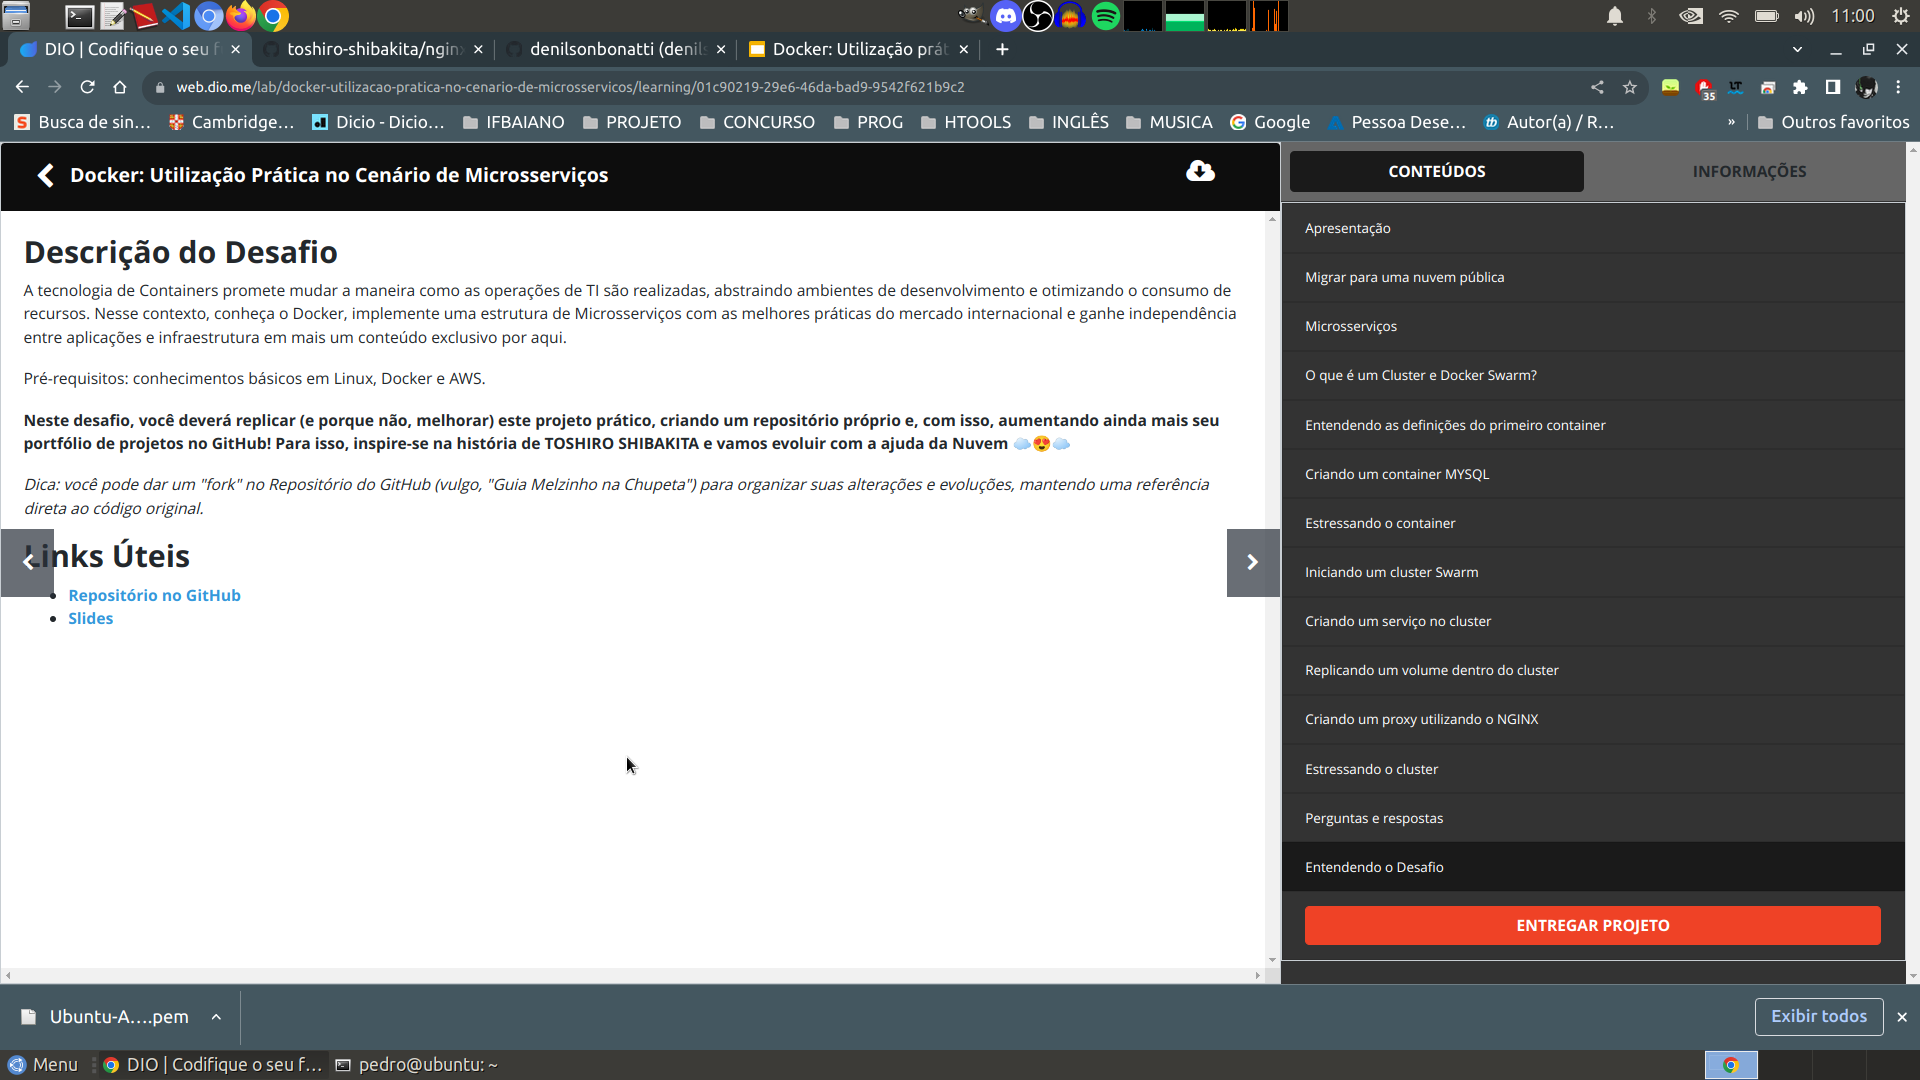 11:00
DIO | Codifique o seu f
toshiro-shibakita/ngin
denilsonbonatti (denils
Docker: Utilização prát
web.dio.me/lab/docker-utilizacao-pratica-no-cenario-de-microsservicos/learning/01c90219-29e6-46da-bad9-9542f621b9c2
35
Busca de sin...
Cambridge...
Dicio - Dicio...
IFBAIANO
PROJETO
CONCURSO
PROG
HTOOLS
INGLÊS
MUSICA
Google
Pessoa Dese...
Autor(a) / R...
»
Outros favoritos
Docker: Utilização Prática no Cenário de Microsserviços
CONTEÚDOS
INFORMAÇÕES
Descrição do Desafio
A tecnologia de Containers promete mudar a maneira como as operações de TI são realizadas, abstraindo ambientes de desenvolvimento e otimizando o consumo de
recursos. Nesse contexto, conheça o Docker, implemente uma estrutura de Microsserviços com as melhores práticas do mercado internacional e ganhe independência
entre aplicações e infraestrutura em mais um conteúdo exclusivo por aqui.
Pré-requisitos: conhecimentos básicos em Linux, Docker e AWS.
Neste desafio, você deverá replicar (e porque não, melhorar) este projeto prático, criando um repositório próprio e, com isso, aumentando ainda mais seu
portfólio de projetos no GitHub! Para isso, inspire-se na história de TOSHIRO SHIBAKITA e vamos evoluir com a ajuda da Nuvem ☁️😍☁️
Dica: você pode dar um "fork" no Repositório do GitHub (vulgo, "Guia Melzinho na Chupeta") para organizar suas alterações e evoluções, mantendo uma referência
direta ao código original.
Links Úteis
Repositório no GitHub
Slides
Apresentação
Migrar para uma nuvem pública
Microsserviços
O que é um Cluster e Docker Swarm?
Entendendo as definições do primeiro container
Criando um container MYSQL
Estressando o container
Iniciando um cluster Swarm
Criando um serviço no cluster
Replicando um volume dentro do cluster
Criando um proxy utilizando o NGINX
Estressando o cluster
Perguntas e respostas
Entendendo o Desafio
ENTREGAR PROJETO
Ubuntu-A....pem
Exibir todos
Menu
DIO | Codifique o seu f...
pedro@ubuntu: ~